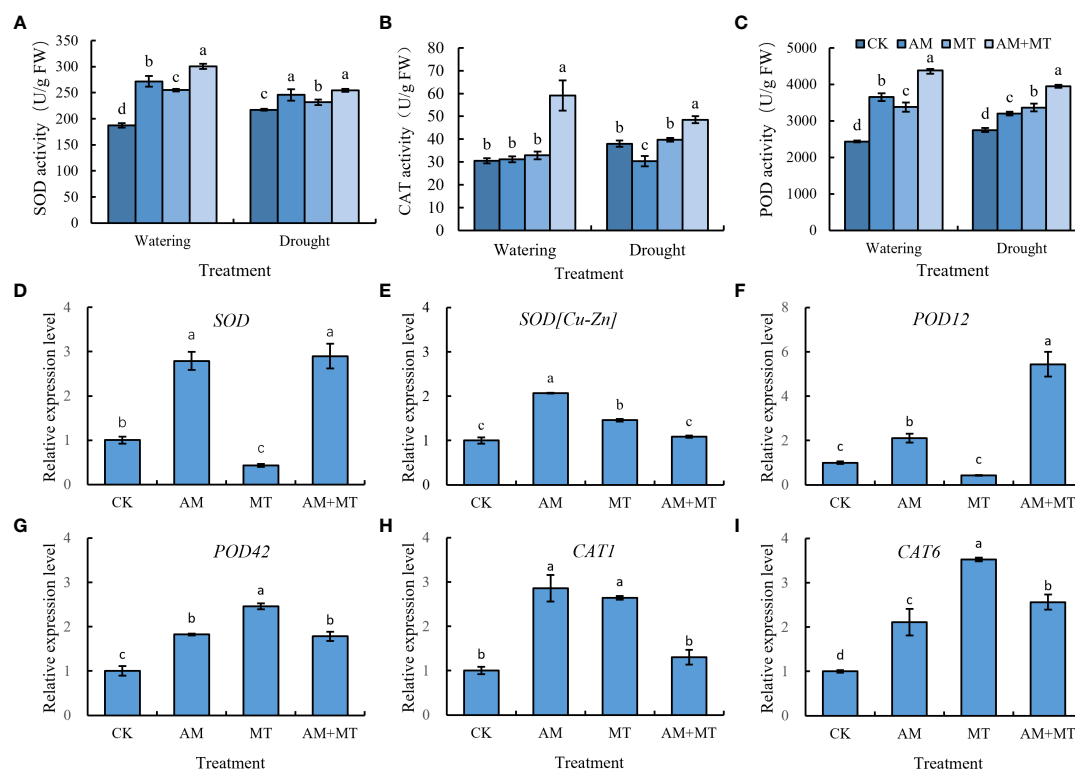 A
SOD activity (U/g FW)
350
300
250
200
150
100
50
0
d
b
c
a
c
a
b
a
Watering
Drought
Treatment
B
CAT activity (U/g FW)
80
70
60
50
40
30
20
10
0
b
b
b
a
b
c
b
a
Watering
Drought
Treatment
C
POD activity (U/g FW)
CK AM MT AM+MT
5000
4000
3000
2000
1000
0
d
b
c
a
d
c
b
a
Watering
Drought
Treatment
D
SOD
Relative expression level
4
3
2
1
0
b
a
c
a
CK AM MT AM+MT
E
SOD[Cu-Zn]
Relative expression level
4
3
2
1
0
c
a
b
c
CK AM MT AM+MT
F
POD12
Relative expression level
8
6
4
2
0
c
b
c
a
CK AM MT AM+MT
G
POD42
Relative expression level
4
3
2
1
0
c
b
a
b
CK AM MT AM+MT
Treatment
H
CAT1
Relative expression level
4
3
2
1
0
b
a
a
b
CK AM MT AM+MT
Treatment
I
CAT6
Relative expression level
4
3
2
1
0
d
c
a
b
CK AM MT AM+MT
Treatment